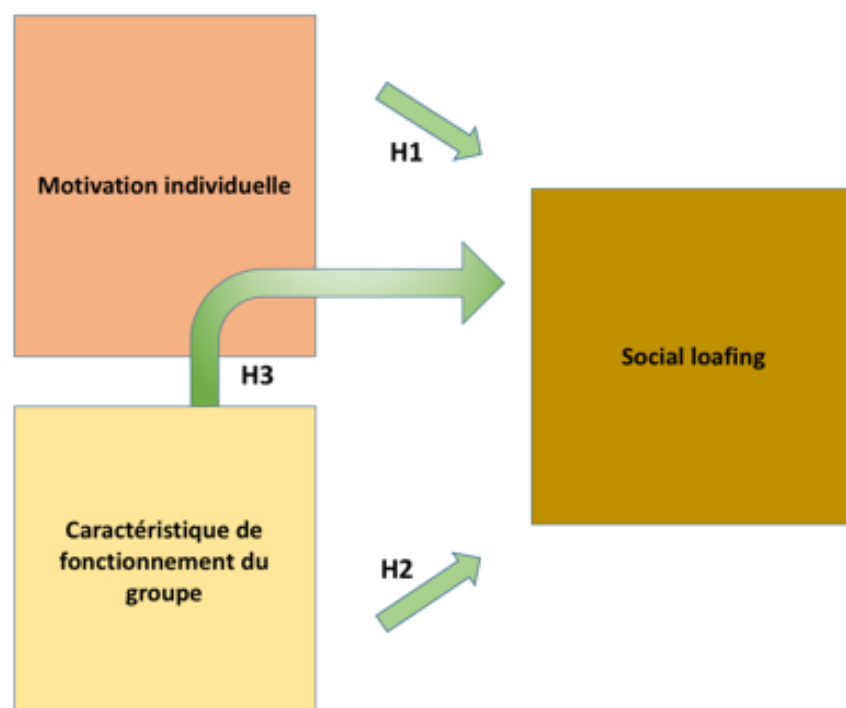 Motivation individuelle
H1
H3
Social loafing
Caractéristique de
fonctionnement du
groupe
H2